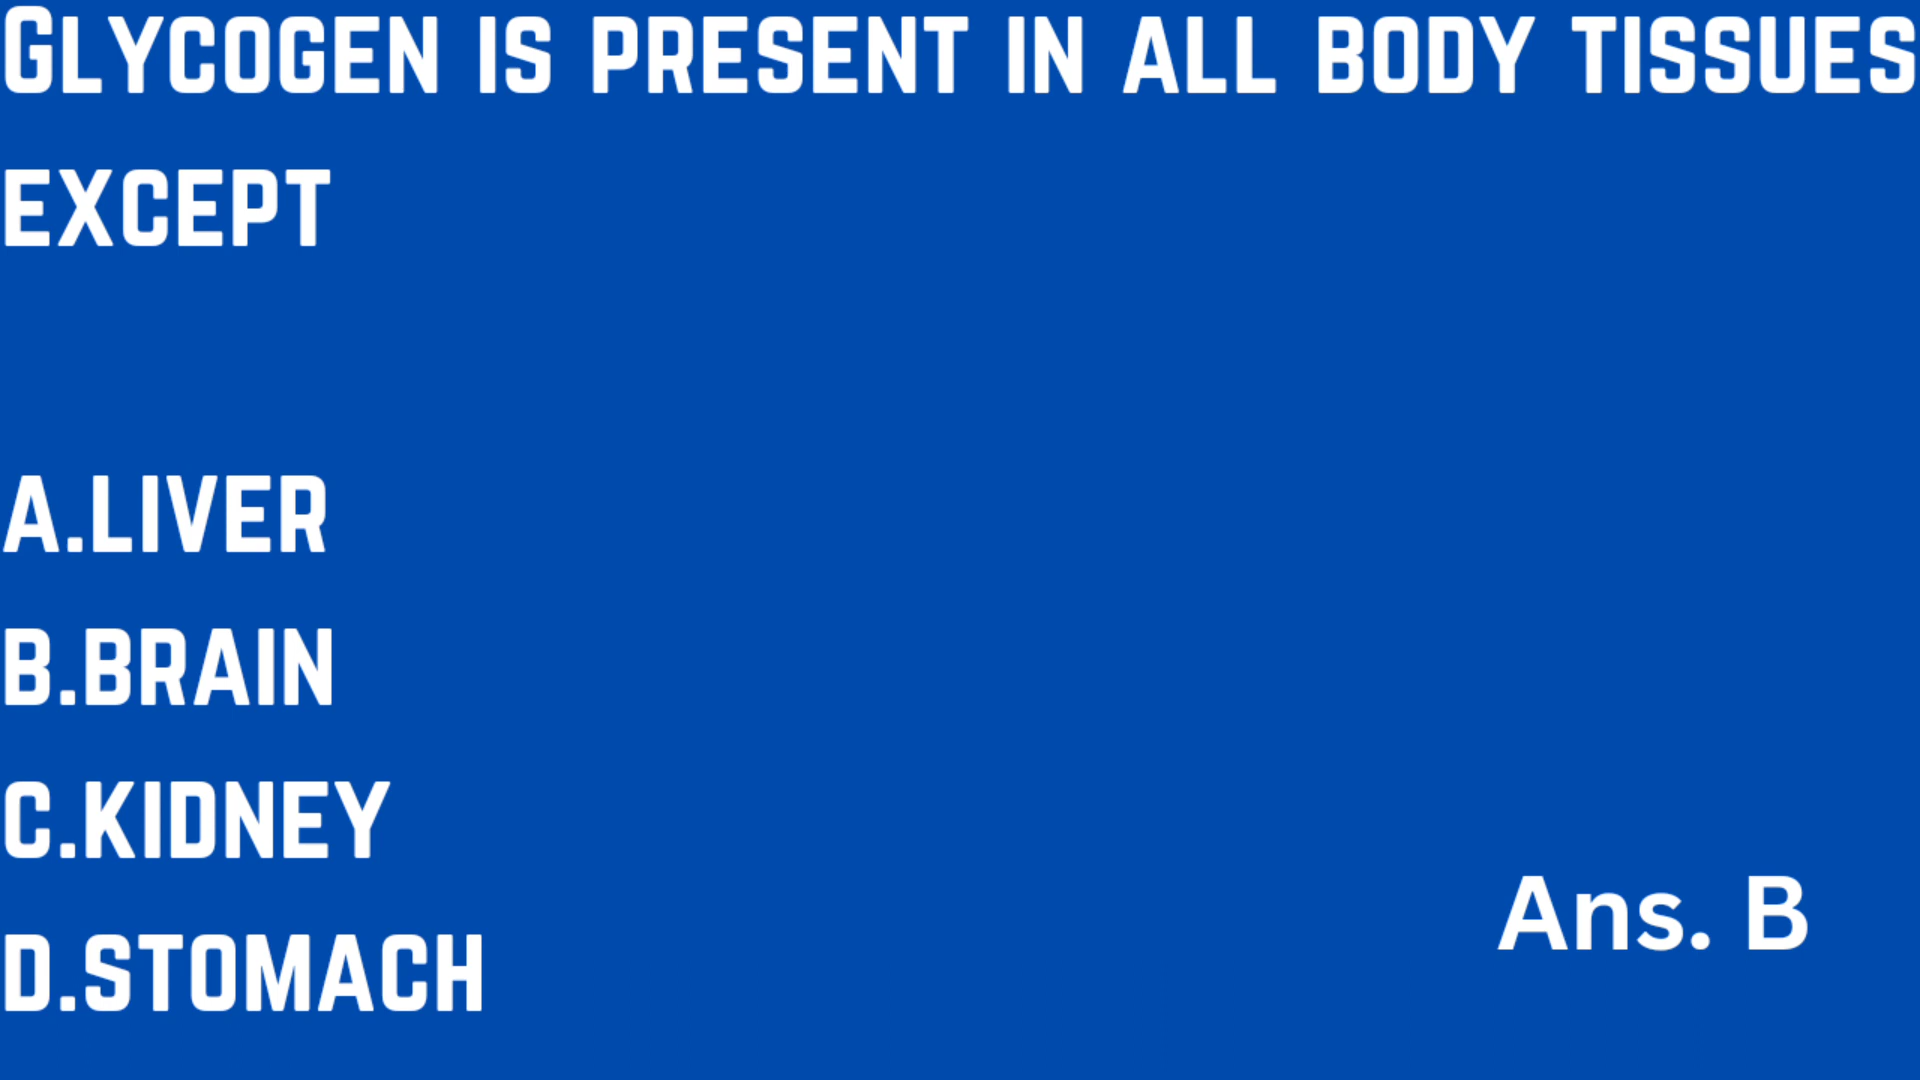 GLYCOGEN IS PRESENT IN ALL BODY TISSUES
EXCEPT
A.LIVER
B.BRAIN
C.KIDNEY
D.STOMACH
Ans. B